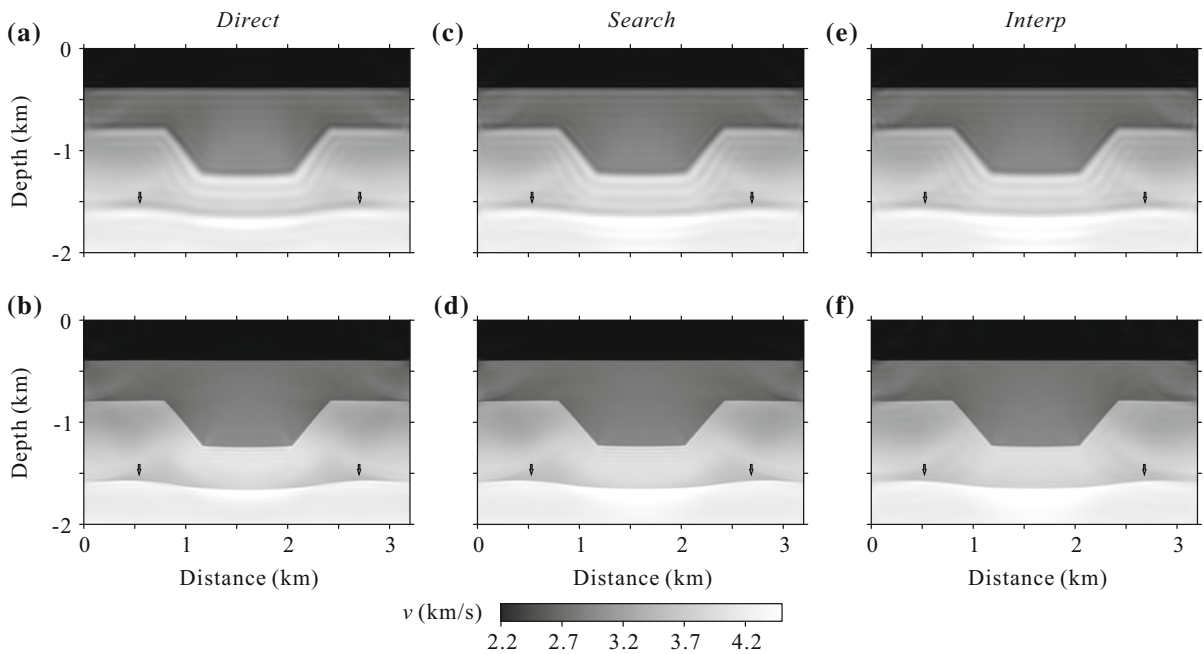 Direct
Search
Interp
(a)
(c)
(e)
0
-1
-2
Depth (km)
(b)
(d)
(f)
0
-1
-2
Depth (km)
0 1 2 3
0 1 2 3
0 1 2 3
Distance (km)
Distance (km)
Distance (km)
v (km/s)
2.2 2.7 3.2 3.7 4.2